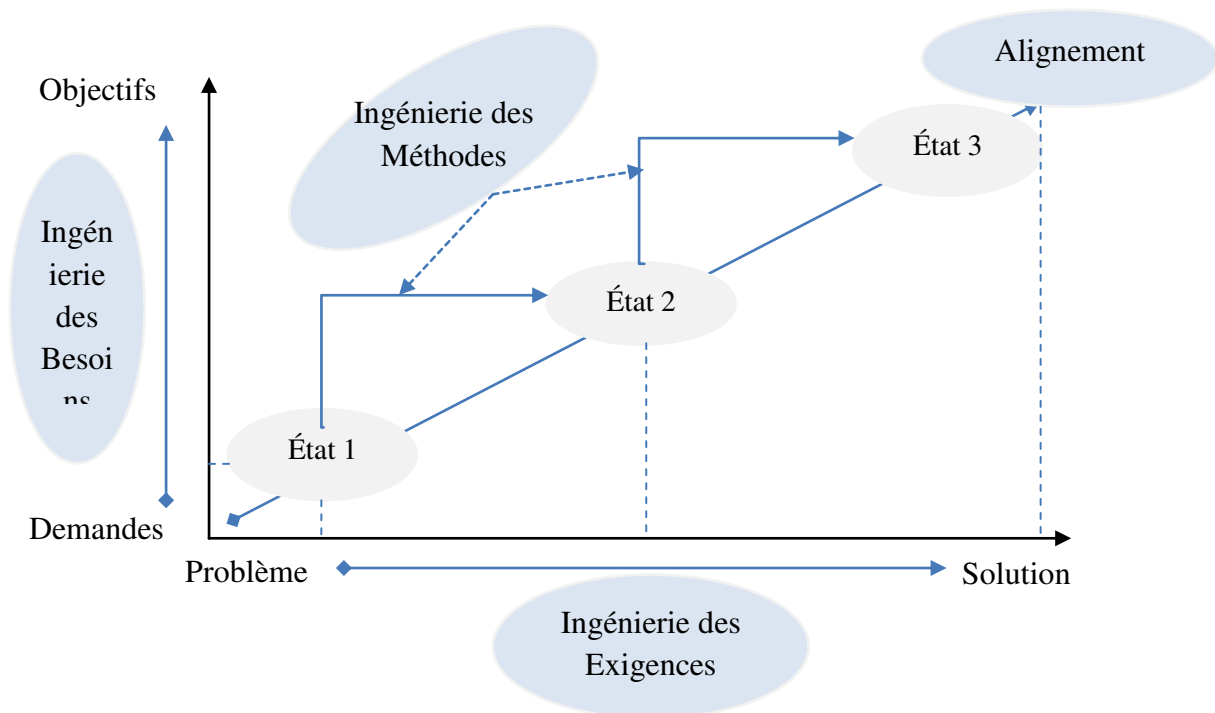 Alignement
Objectifs
Ingénierie des
Méthodes
État 3
Ingén
ierie
des
Besoi
ns
État 2
État 1
Demandes
Problème
Solution
Ingénierie des
Exigences